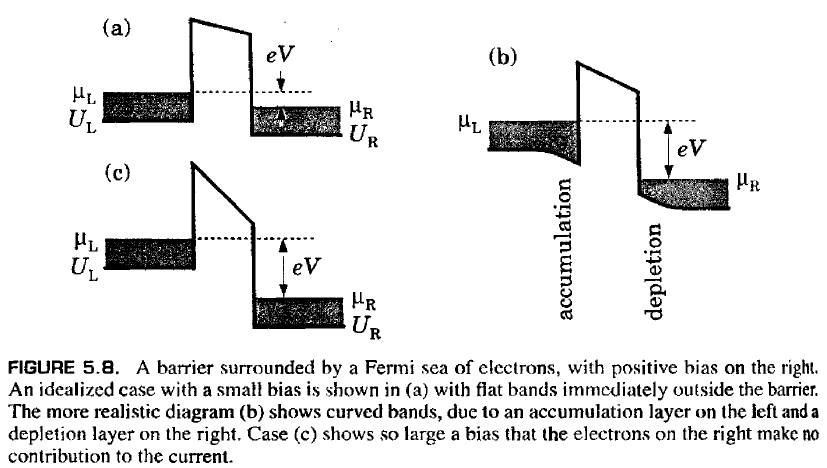 (a)
eV
μL
UL
μR
UR
(b)
μL
eV
μR
accumulation
depletion
(c)
μL
UL
eV
μR
UR
FIGURE 5.8. A barrier surrounded by a Fermi sea of electrons, with positive bias on the right.
An idealized case with a small bias is shown in (a) with flat bands immediately outside the barrier.
The more realistic diagram (b) shows curved bands, due to an accumulation layer on the left and a
depletion layer on the right. Case (c) shows so large a bias that the electrons on the right make no
contribution to the current.